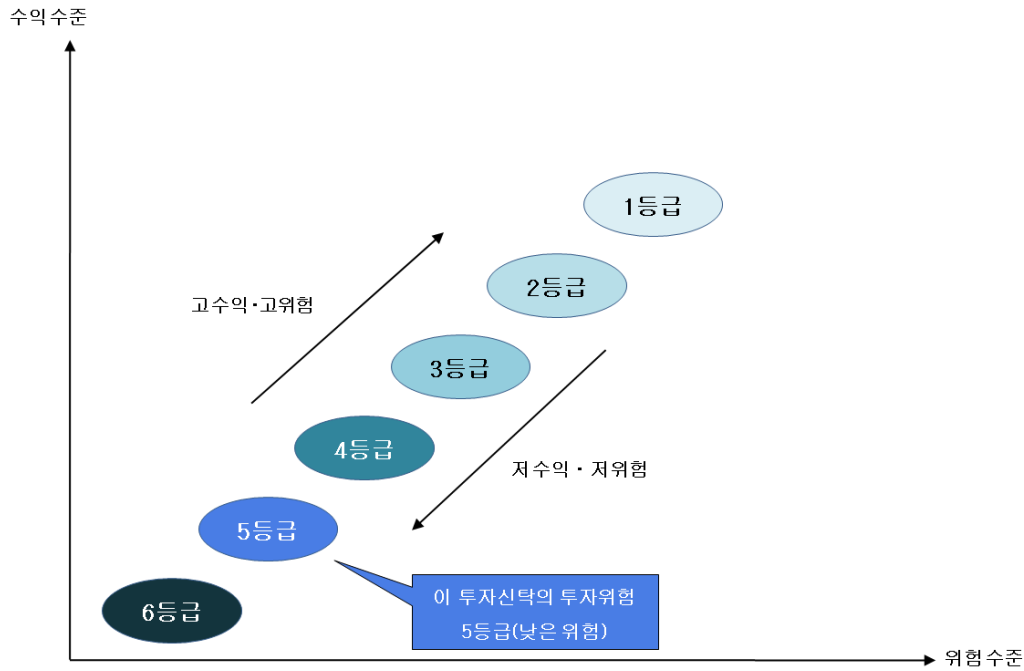 수익수준
1등급
2등급
고수익·고위험
3등급
4등급
저수익 · 저위험
5등급
이 투자신탁의 투자위험
5등급(낮은 위험)
6등급
위험수준